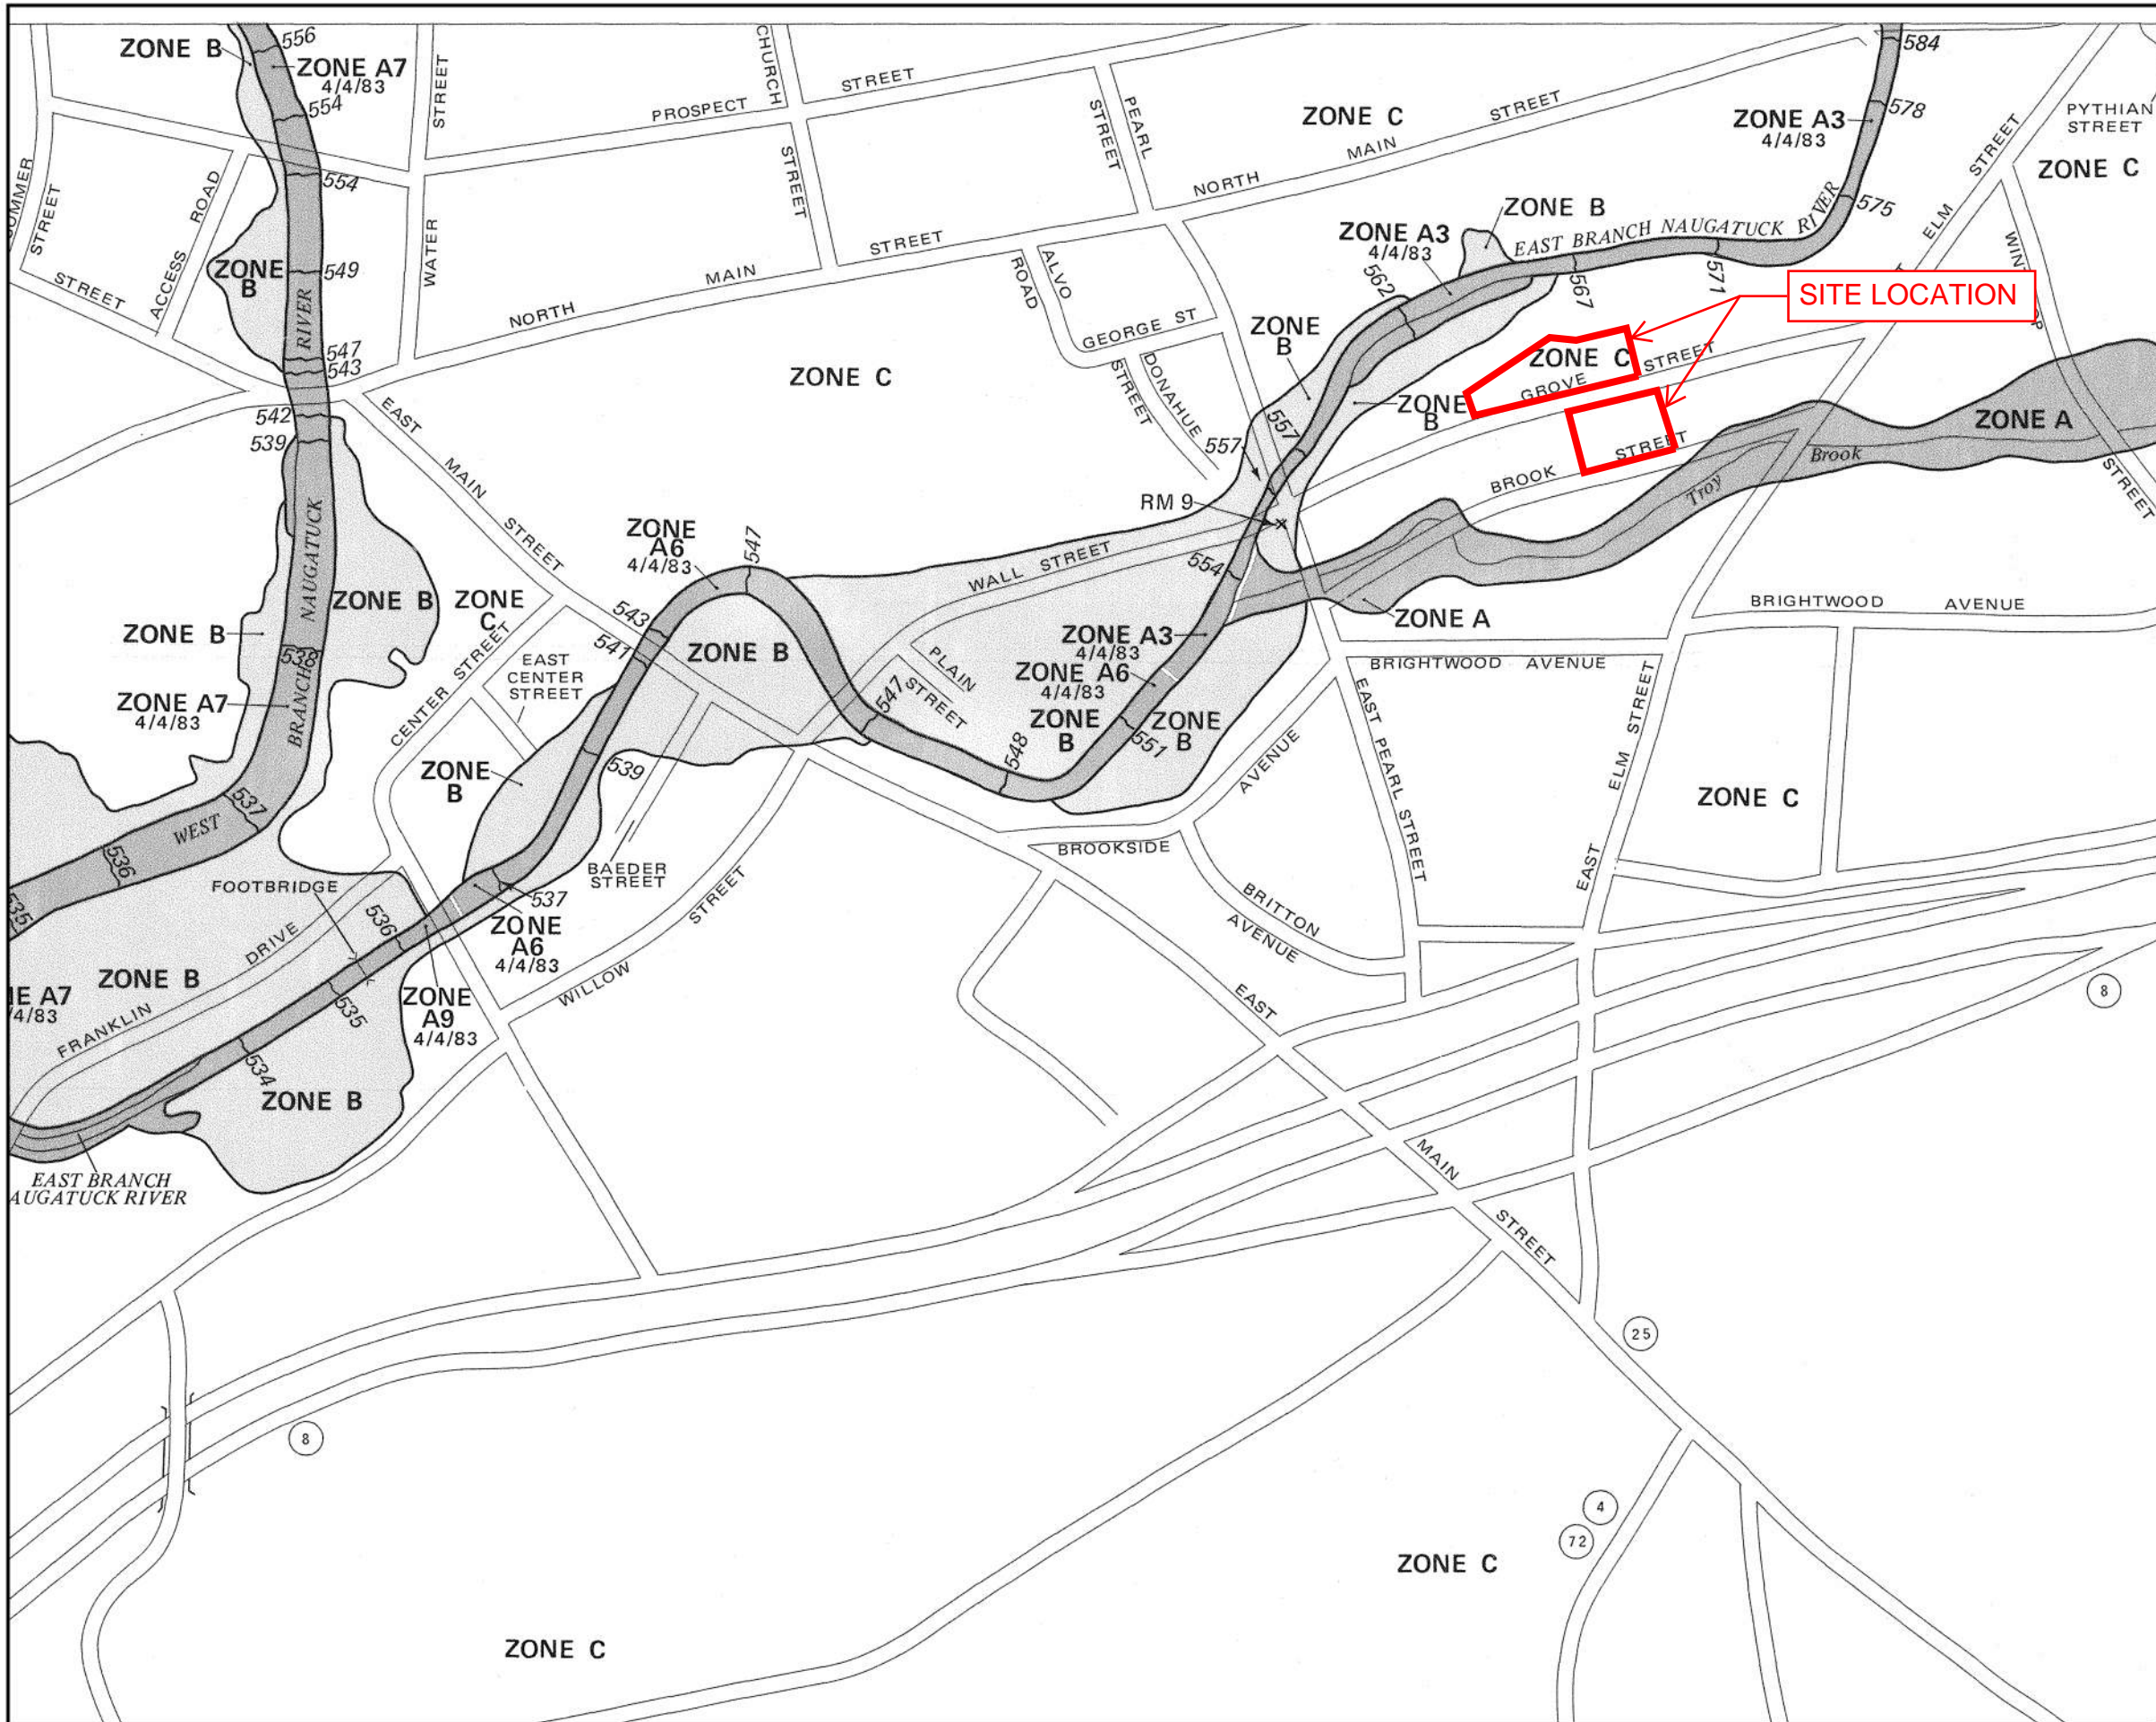 ZONE B
556
ZONE A7
4/4/83
554
554
STREET
CHURCH
STREET
PROSPECT
STREET
STREET
PEARL
ZONE C
STREET
MAIN
NORTH
584
578
ZONE A3
4/4/83
575
PYTHIAN
STREET
ZONE C
STREET
ELM
STREET
STREET
ACCESS ROAD
ZONE
B
549
RIVER
547
543
542
539
WATER
STREET
MAIN
NORTH
ROAD
ALVO
GEORGE ST
STREET
DONAHUE
ZONE B
ZONE A3
4/4/83
EAST BRANCH NAUGATUCK RIVER
562
567
571
SITE LOCATION
ZONE
B
ZONE C
GROVE
STREET
ZONE
B
557
557
RM 9
BROOK
STREET
Troy
Brook
ZONE A
STREET
ZONE C
EAST
MAIN
STREET
ZONE
A6
4/4/83
547
WALL STREET
554
ZONE A
BRIGHTWOOD AVENUE
BRIGHTWOOD AVENUE
NAUGATUCK
ZONE B
ZONE
C
ZONE B
538
BRANCH
ZONE A7
4/4/83
543
541
ZONE B
EAST
CENTER
STREET
CENTER STREET
PLAIN
STREET
ZONE A3
4/4/83
ZONE A6
4/4/83
ZONE
B
ZONE
B
551
547
548
539
ZONE
B
AVENUE
EAST PEARL STREET
ELM STREET
EAST
ZONE C
537
WEST
536
535
FOOTBRIDGE
BAEDER
STREET
BROOKSIDE
BRITTON
AVENUE
STREET
WILLOW
537
536
ZONE
A6
4/4/83
DRIVE
FRANKLIN
ZONE B
ZONE
A9
4/4/83
535
534
ZONE B
EAST
8
EAST BRANCH
AUGATUCK RIVER
MAIN
STREET
25
8
4
72
ZONE C
ZONE C